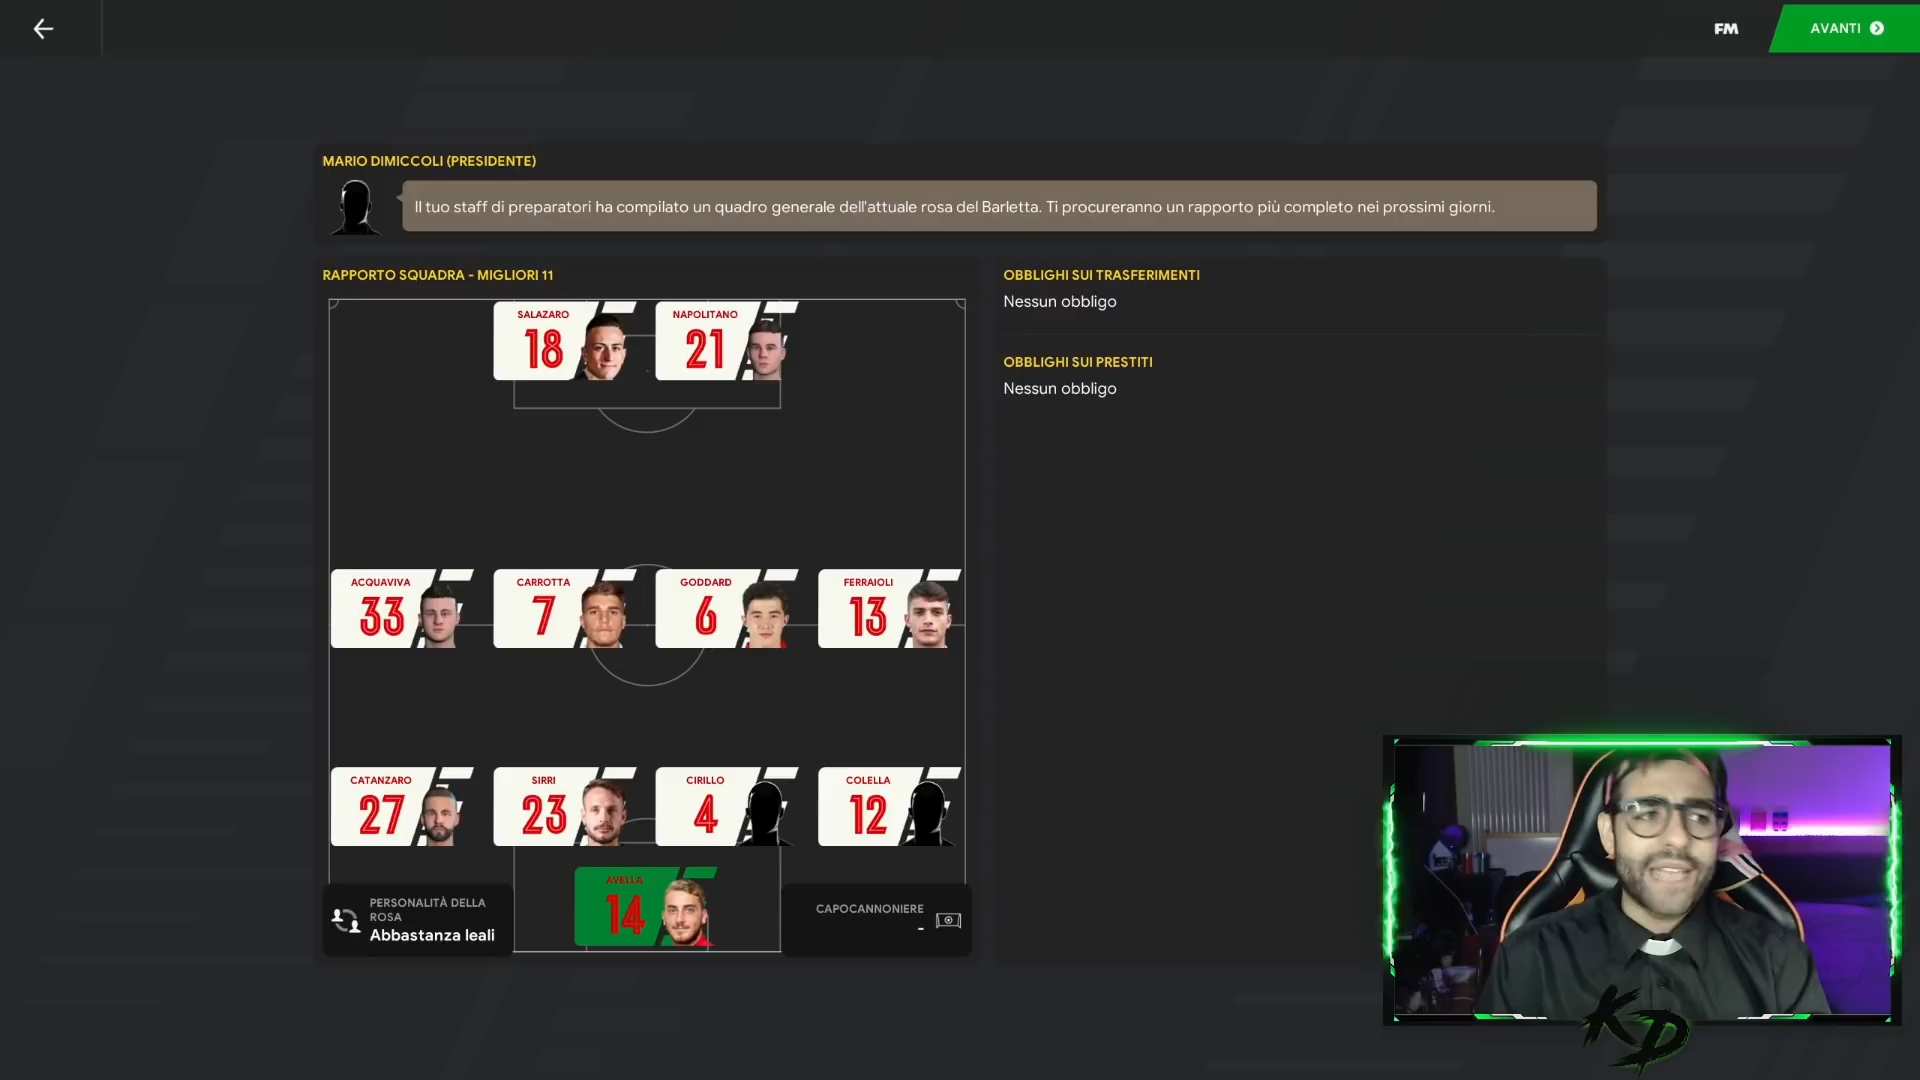 FM
AVANTI
MARIO DIMICCOLI (PRESIDENTE)
Il tuo staff di preparatori ha compilato un quadro generale dell'attuale rosa del Barletta. Ti procureranno un rapporto più completo nei prossimi giorni.
RAPPORTO SQUADRA - MIGLIORI 11
SALAZARO
18
NAPOLITANO
21
ACQUAVIVA
33
CARROTTA
7
GODDARD
6
FERRAIOLI
13
CATANZARO
27
SIRRI
23
CIRILLO
4
COLELLA
12
AVELLA
14
PERSONALITÀ DELLA
ROSA
Abbastanza leali
CAPOCANNONIERE
-
OBBLIGHI SUI TRASFERIMENTI
Nessun obbligo
OBBLIGHI SUI PRESTITI
Nessun obbligo
KD